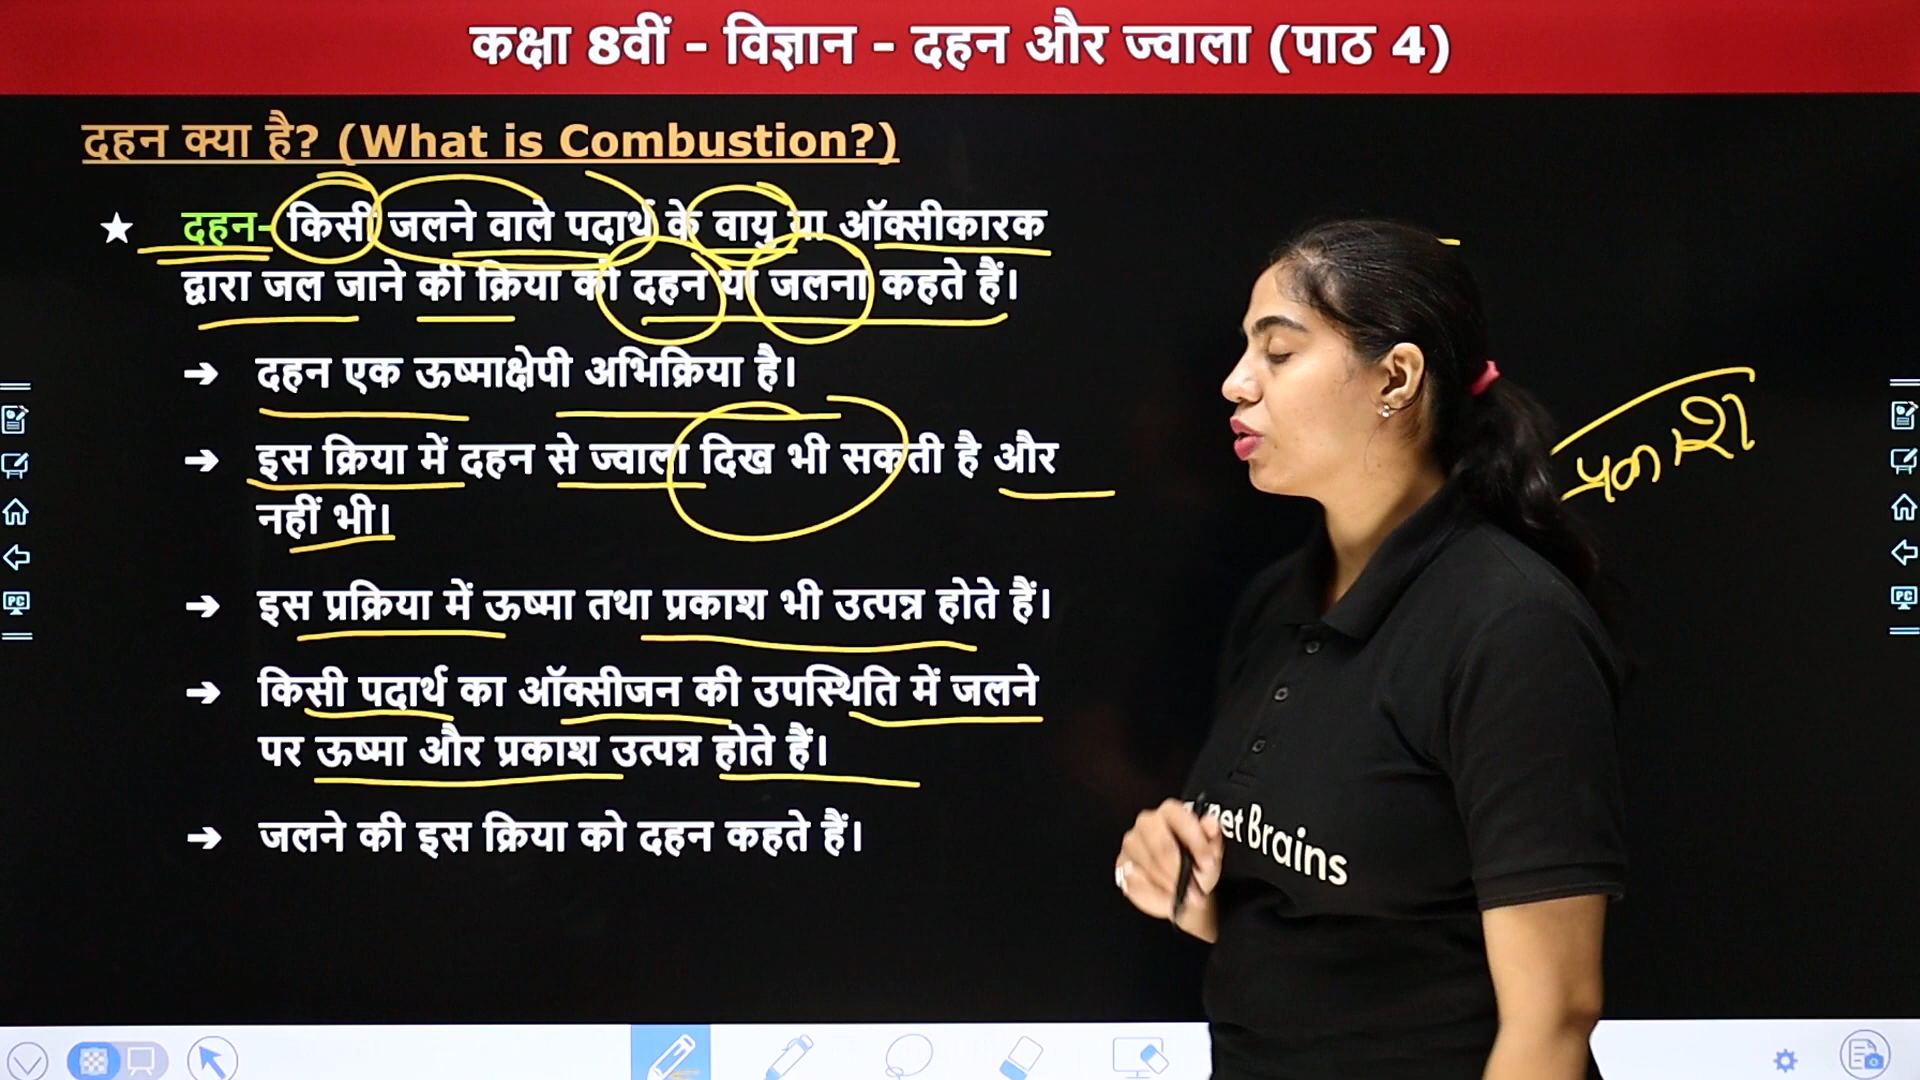 कक्षा 8वीं - विज्ञान - दहन और ज्वाला (पाठ 4)
दहन क्या है? (What is Combustion?)
★ दहन- किसी जलने वाले पदार्थ के वायु या ऑक्सीकारक
द्वारा जल जाने की क्रिया को दहन या जलना कहते हैं।
➔ दहन एक ऊष्माक्षेपी अभिक्रिया है।
➔ इस क्रिया में दहन से ज्वाला दिख भी सकती है और
नहीं भी।
➔ इस प्रक्रिया में ऊष्मा तथा प्रकाश भी उत्पन्न होते हैं।
➔ किसी पदार्थ का ऑक्सीजन की उपस्थिति में जलने
पर ऊष्मा और प्रकाश उत्पन्न होते हैं।
➔ जलने की इस क्रिया को दहन कहते हैं।
प्रकाश
Brains
PC
PC